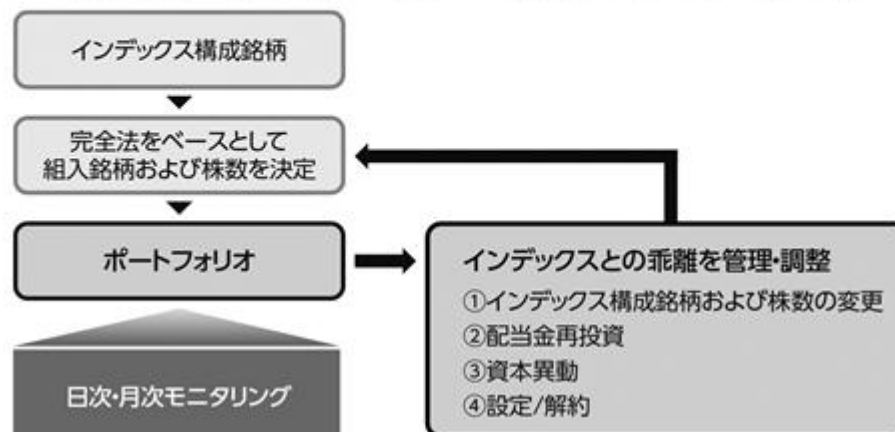 インデックス構成銘柄
完全法をベースとして
組入銘柄および株数を決定
ポートフォリオ
日次・月次モニタリング
インデックスとの乖離を管理・調整
①インデックス構成銘柄および株数の変更
②配当金再投資
③資本異動
④設定/解約